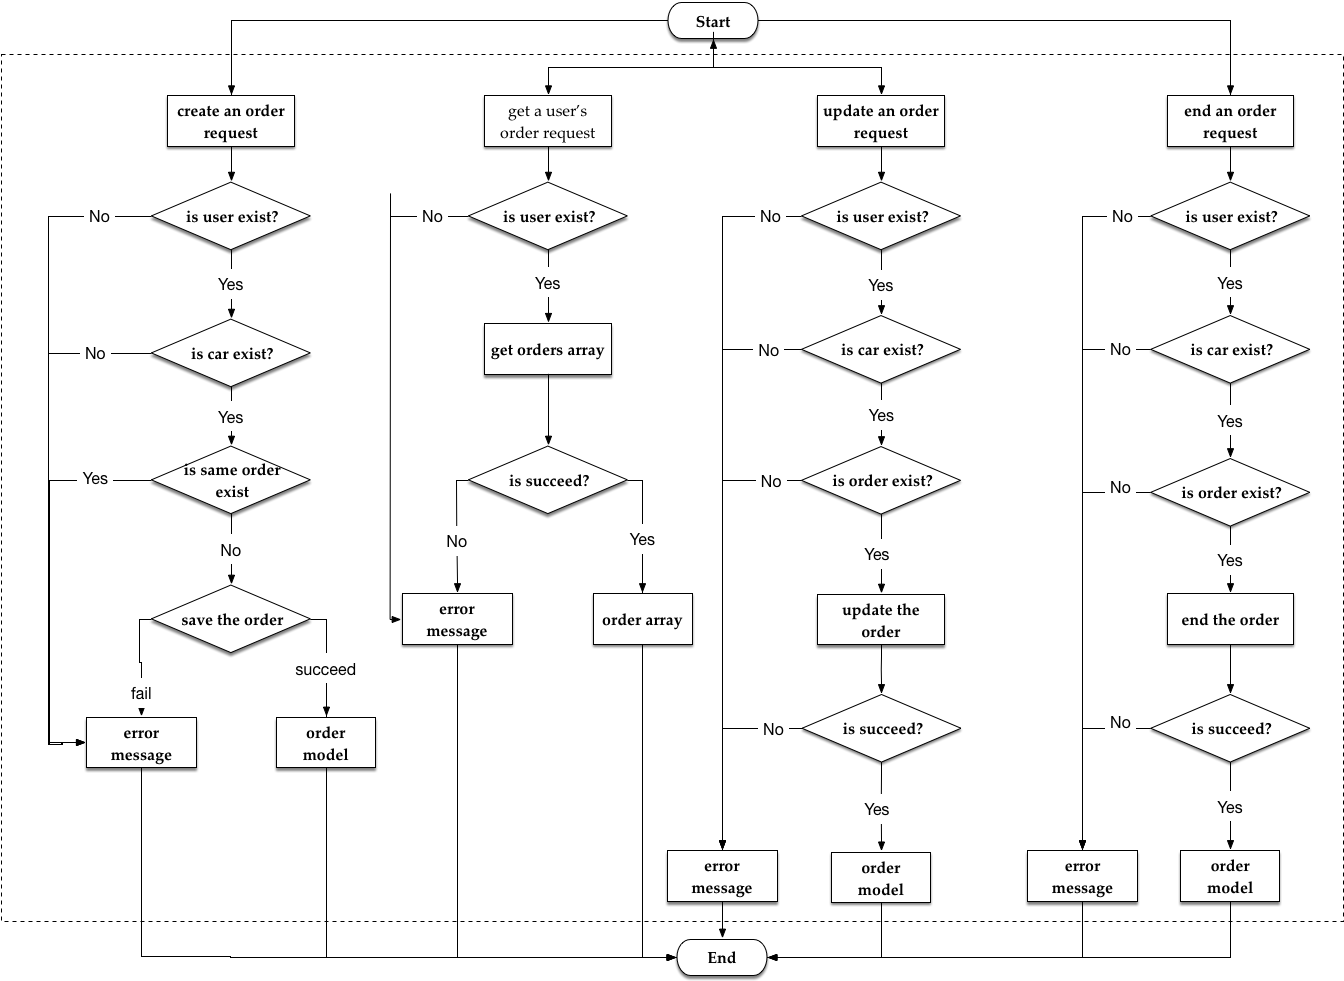 Start
create an order
request
is user exist?
No
Yes
is car exist?
No
Yes
is same order
exist
Yes
No
save the order
fail
succeed
error
message
order
model
get a user's
order request
is user exist?
No
Yes
get orders array
is succeed?
No
Yes
error
message
order array
update an order
request
is user exist?
No
Yes
is car exist?
No
Yes
is order exist?
No
Yes
update the
order
is succeed?
No
Yes
error
message
order
model
end an order
request
is user exist?
No
Yes
is car exist?
No
Yes
is order exist?
No
Yes
end the order
is succeed?
No
Yes
error
message
order
model
End